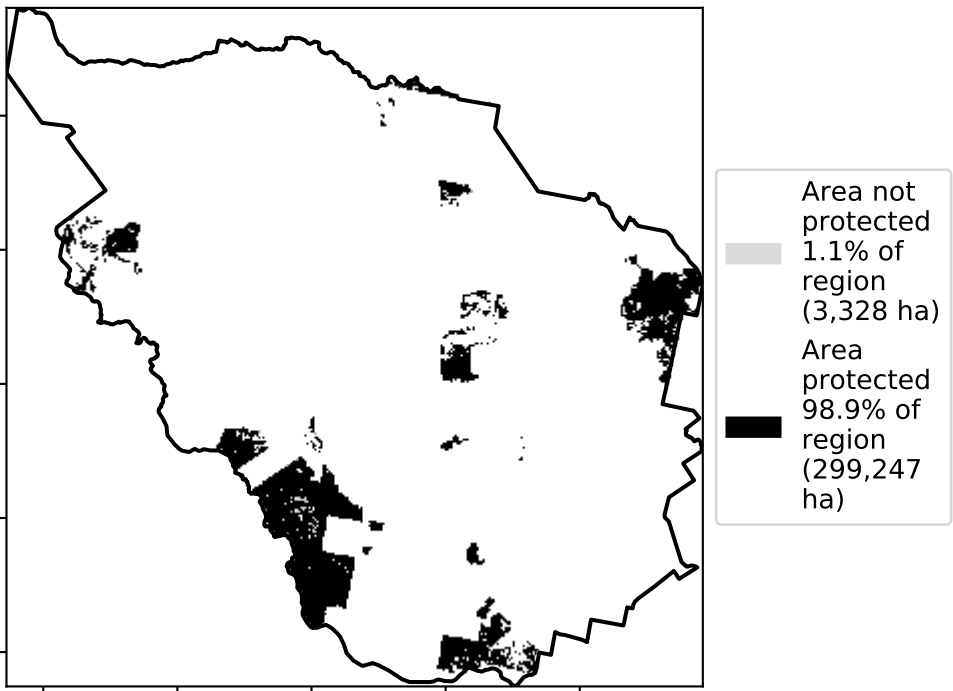 Area not
protected
1.1% of
region
(3,328 ha)
Area
protected
98.9% of
region
(299,247
ha)